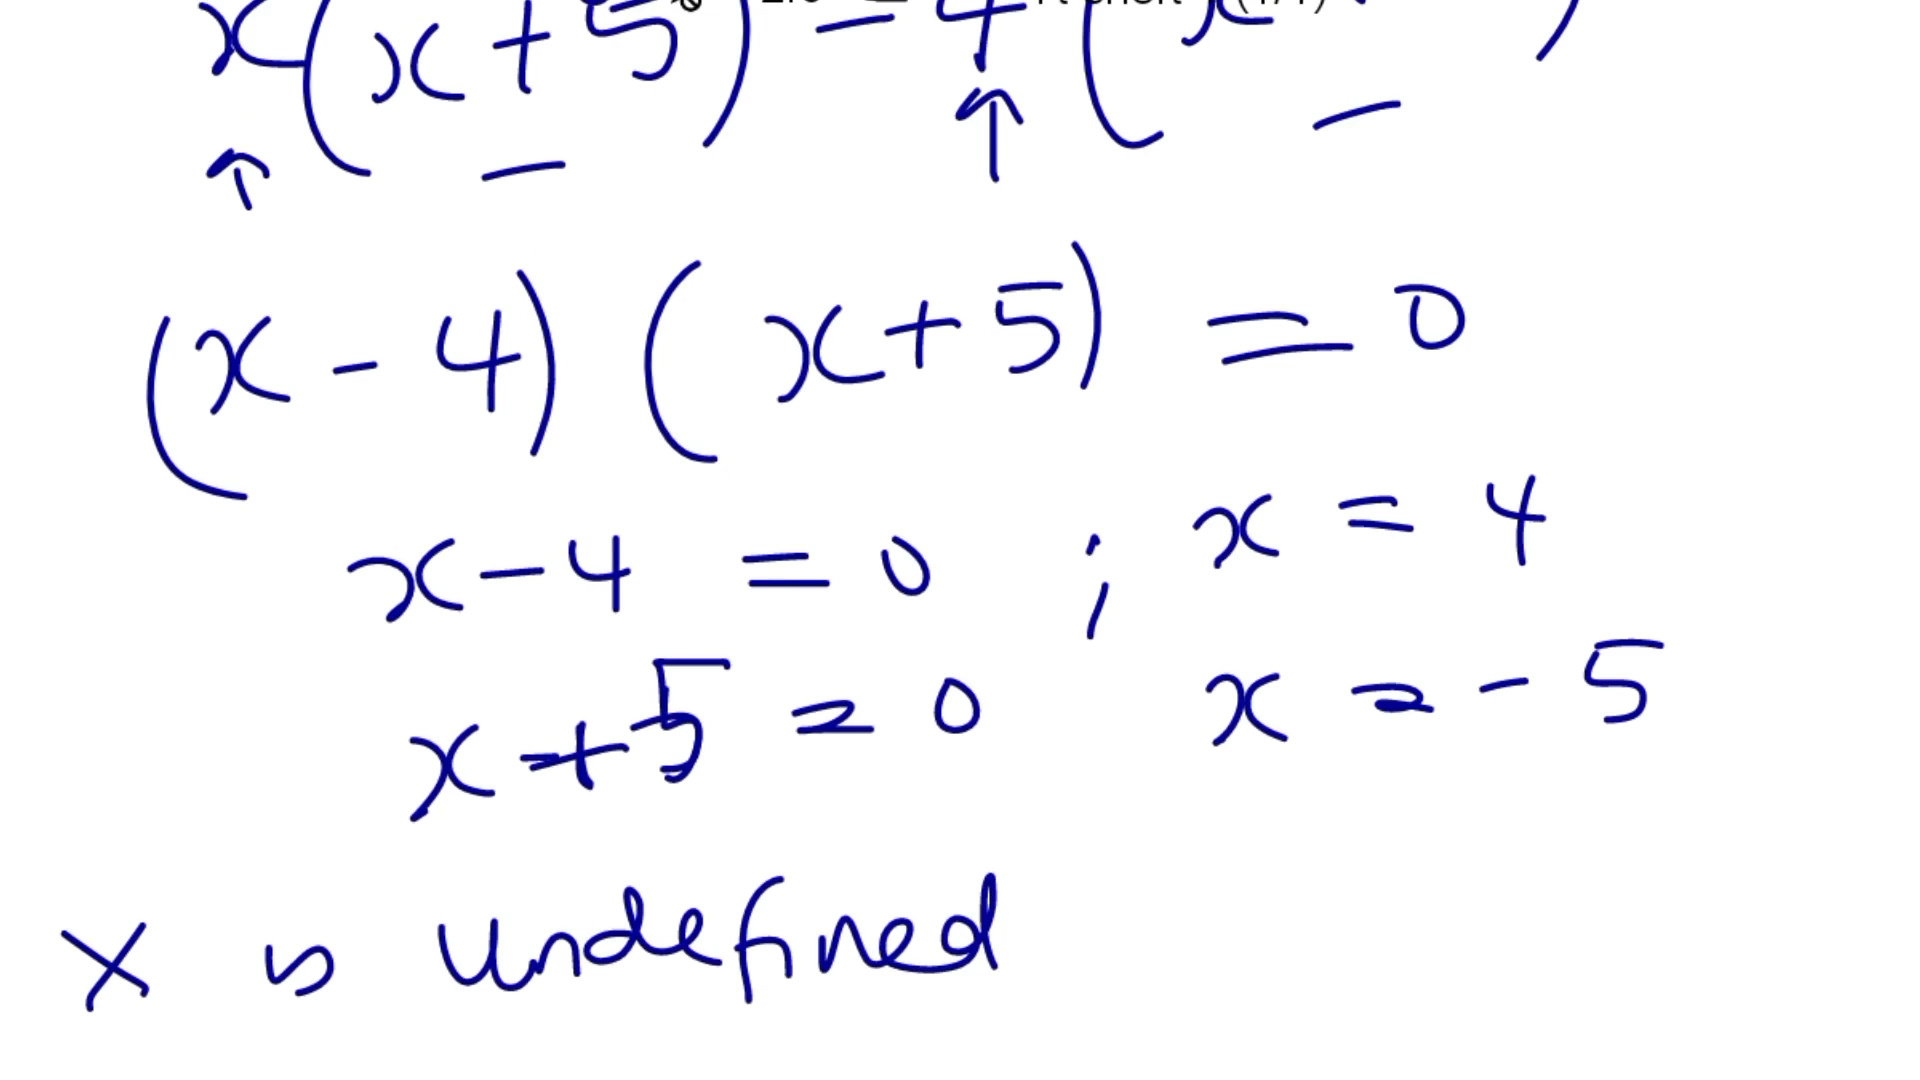 x(x+5) - 4(x
(x - 4) (x+5) = 0
x - 4 = 0 ; x = 4
x + 5 = 0 x = - 5
x is undefined